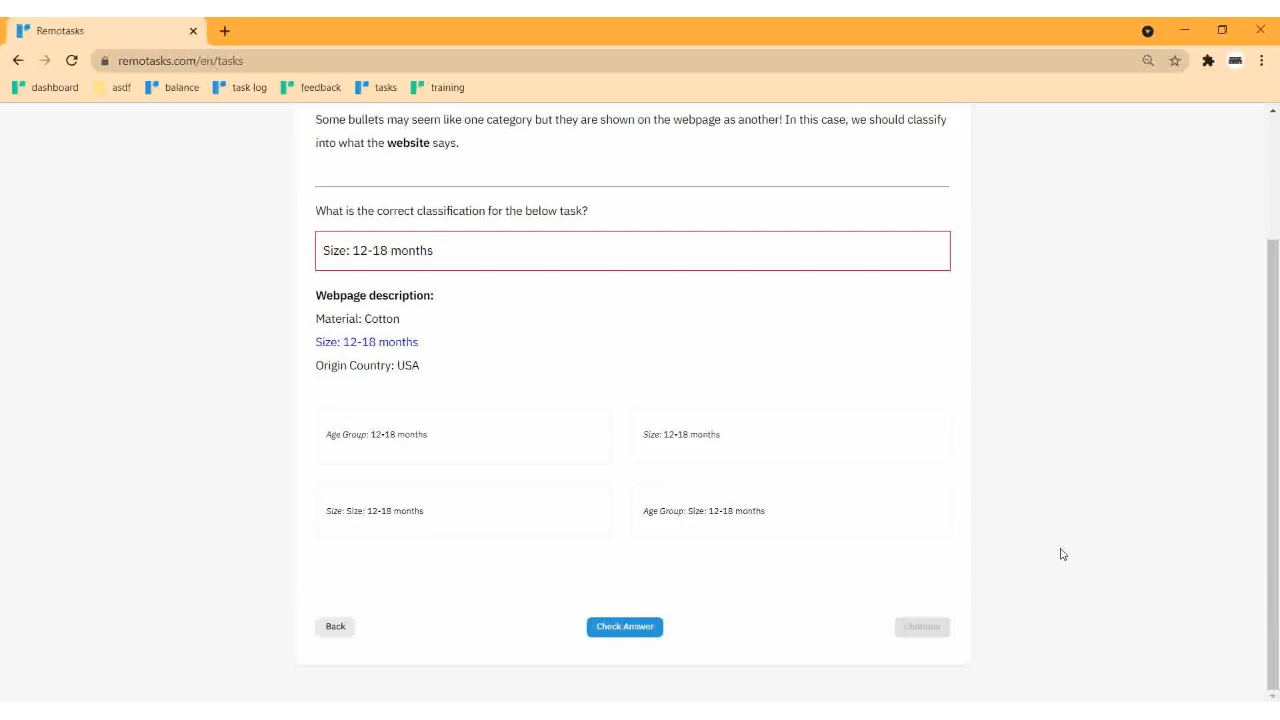 Remotasks
remotasks.com/en/tasks
dashboard asdf balance task log feedback tasks training
Some bullets may seem like one category but they are shown on the webpage as another! In this case, we should classify
into what the website says.
What is the correct classification for the below task?
Size: 12-18 months
Webpage description:
Material: Cotton
Size: 12-18 months
Origin Country: USA
Age Group: 12-18 months
Size: 12-18 months
Size: Size: 12-18 months
Age Group: Size: 12-18 months
Back
Check Answer
Continue